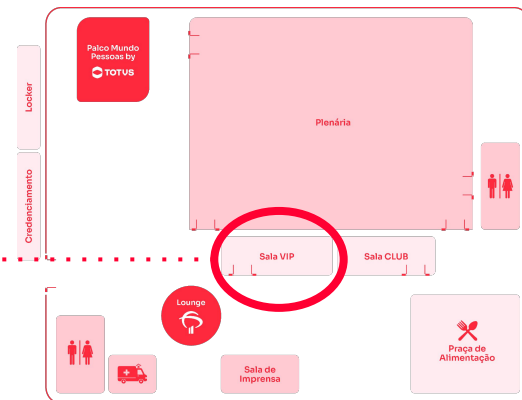 Palco Mundo
Pessoas by
TOTVS
Locker
Plenária
Credenciamento
Sala VIP
Sala CLUB
Lounge
Praça de
Alimentação
Sala de
Imprensa